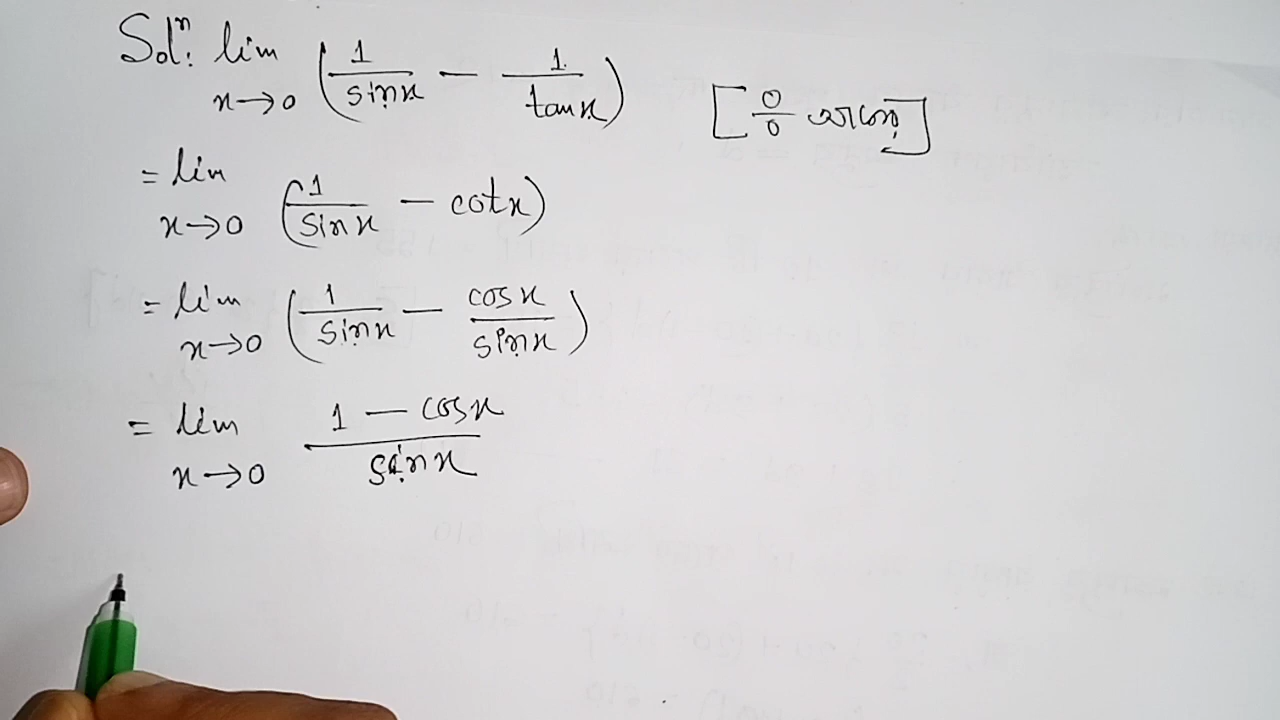 Solⁿ: lim x→0 (1/sinx − 1/tanx) [0/0 আকার]
= lim x→0 (1/sinx − cotx)
= lim x→0 (1/sinx − cosx/sinx)
= lim x→0 (1 − cosx)/sinx